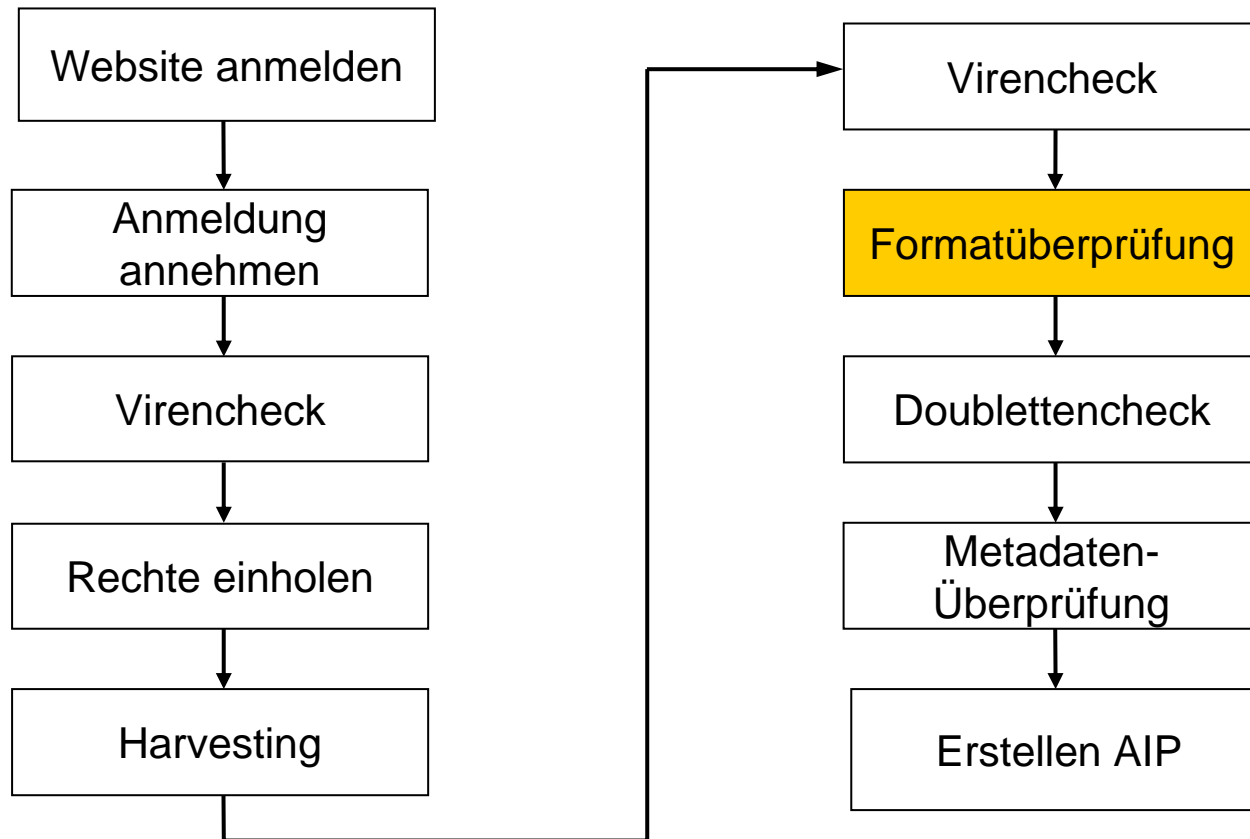 Website anmelden
Anmeldung
annehmen
Virencheck
Rechte einholen
Harvesting
Virencheck
Formatüberprüfung
Doublettencheck
Metadaten-
Überprüfung
Erstellen AIP